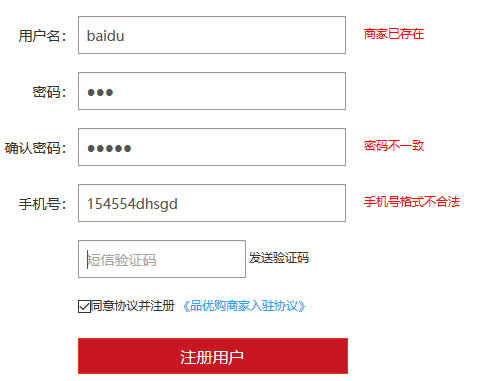 用户名： baidu 商家已存在
密码： ●●●
确认密码： ●●●●● 密码不一致
手机号： 154554dhsgd 手机号格式不合法
短信验证码 发送验证码
同意协议并注册 《品优购商家入驻协议》
注册用户